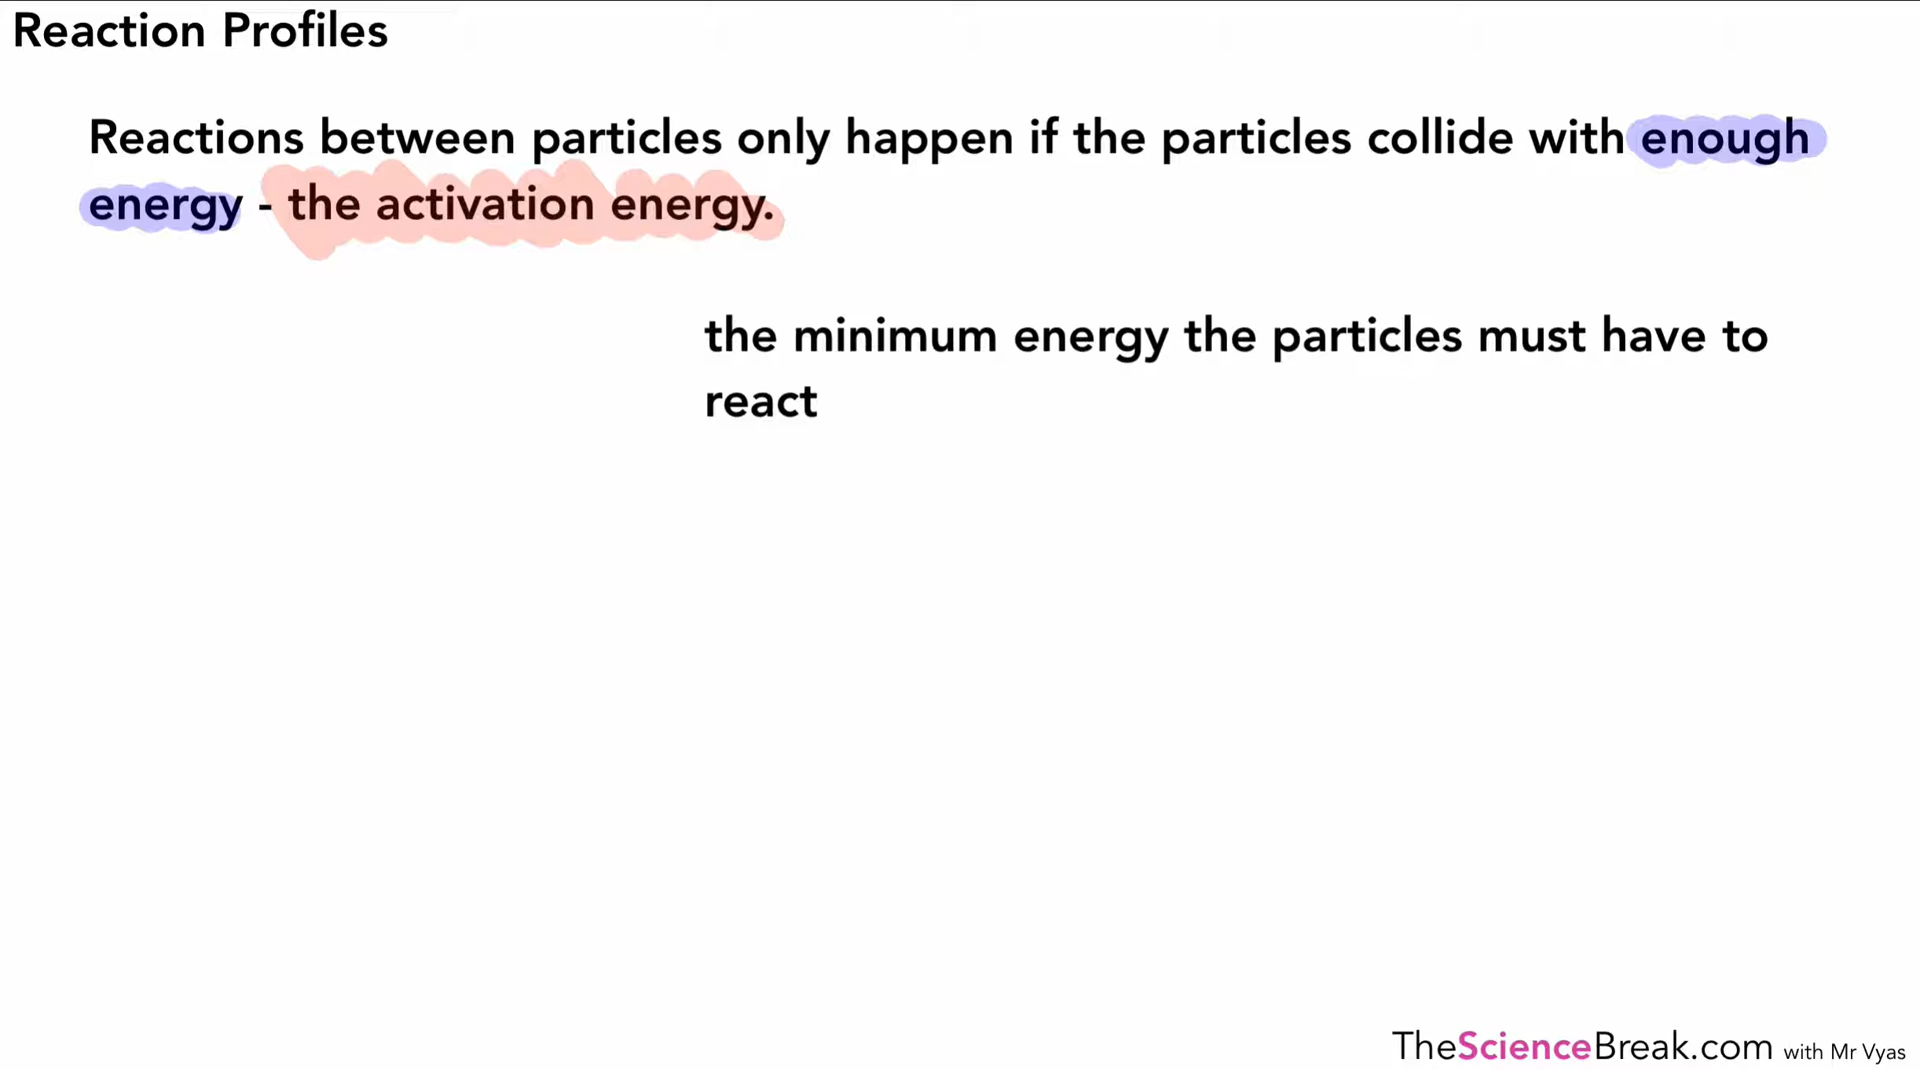 Reaction Profiles
Reactions between particles only happen if the particles collide with enough
energy - the activation energy.
the minimum energy the particles must have to
react
TheScienceBreak.com with Mr Vyas